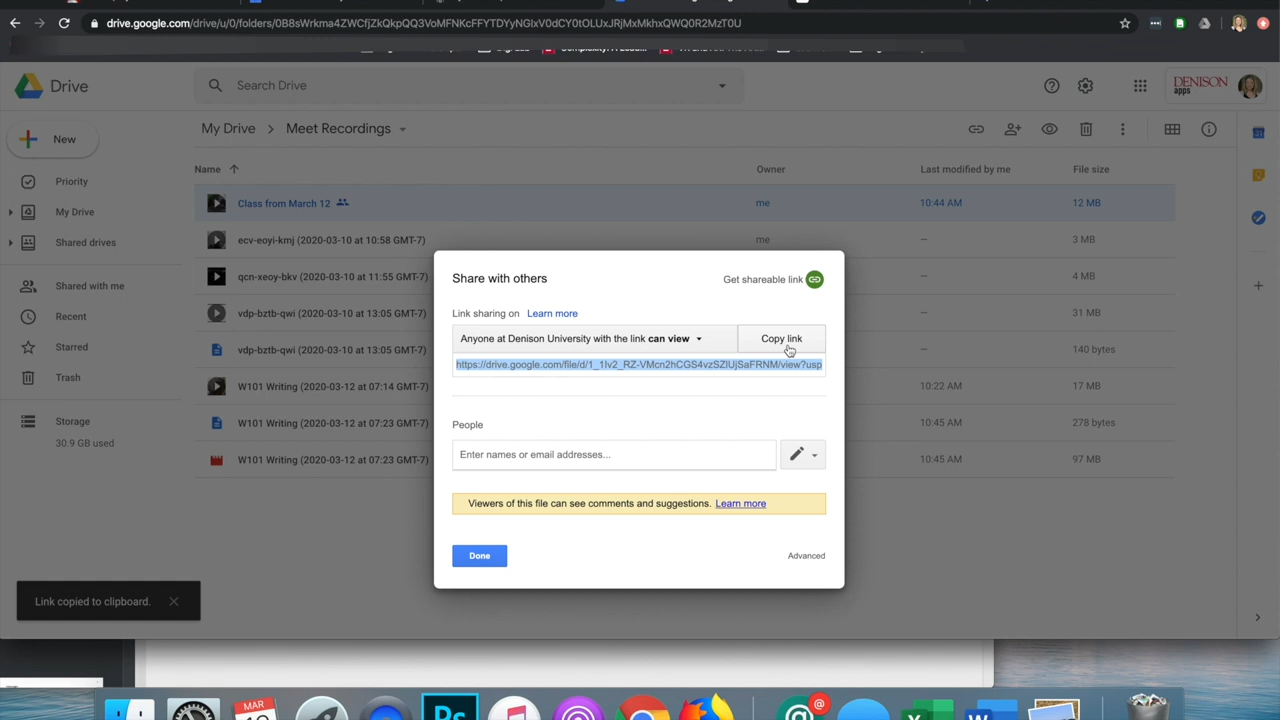 drive.google.com/drive/u/0/folders/0B8sWrkma4ZWCfjZkQkpQQ3VoMFNKcFFYTDYyNGIxV0dCY0tOLUxJRjMxMkhxQWQ0R2MzT0U
Drive
Search Drive
DENISON
apps
New
My Drive
Meet Recordings
Name
Owner
Last modified by me
File size
Priority
My Drive
Shared drives
Shared with me
Recent
Starred
Trash
Storage
30.9 GB used
Class from March 12
me
10:44 AM
12 MB
ecv-eoyi-kmj (2020-03-10 at 10:58 GMT-7)
me
–
3 MB
qcn-xeoy-bkv (2020-03-10 at 11:55 GMT-7)
–
4 MB
vdp-bztb-qwi (2020-03-10 at 13:05 GMT-7)
–
31 MB
vdp-bztb-qwi (2020-03-10 at 13:05 GMT-7)
–
140 bytes
W101 Writing (2020-03-12 at 07:14 GMT-7)
10:22 AM
17 MB
W101 Writing (2020-03-12 at 07:23 GMT-7)
10:45 AM
278 bytes
W101 Writing (2020-03-12 at 07:23 GMT-7)
10:45 AM
97 MB
Share with others
Get shareable link
Link sharing on Learn more
Anyone at Denison University with the link can view
Copy link
https://drive.google.com/file/d/1_1Iv2_RZ-VMcn2hCGS4vzSZlUjSaFRNM/view?usp
People
Enter names or email addresses...
Viewers of this file can see comments and suggestions. Learn more
Done
Advanced
Link copied to clipboard.
MAR
Ps
@